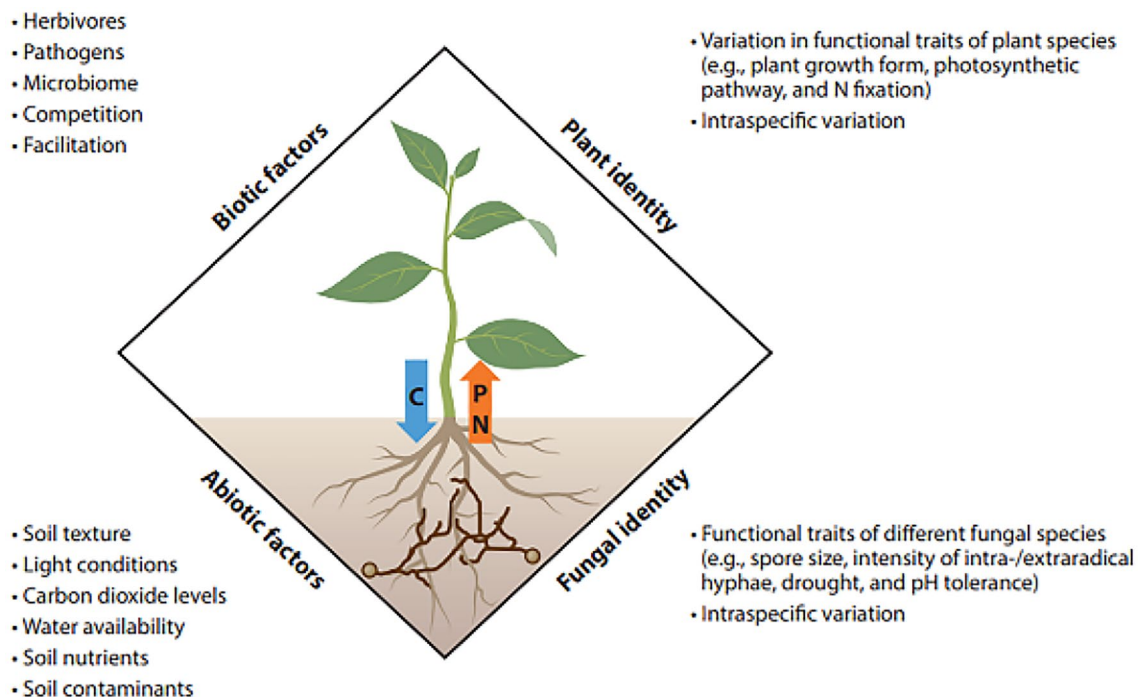 • Herbivores
• Pathogens
• Microbiome
• Competition
• Facilitation
• Variation in functional traits of plant species
(e.g., plant growth form, photosynthetic
pathway, and N fixation)
• Intraspecific variation
Biotic factors
Plant identity
C
P
N
Abiotic factors
Fungal identity
• Soil texture
• Light conditions
• Carbon dioxide levels
• Water availability
• Soil nutrients
• Soil contaminants
• Functional traits of different fungal species
(e.g., spore size, intensity of intra-/extraradical
hyphae, drought, and pH tolerance)
• Intraspecific variation